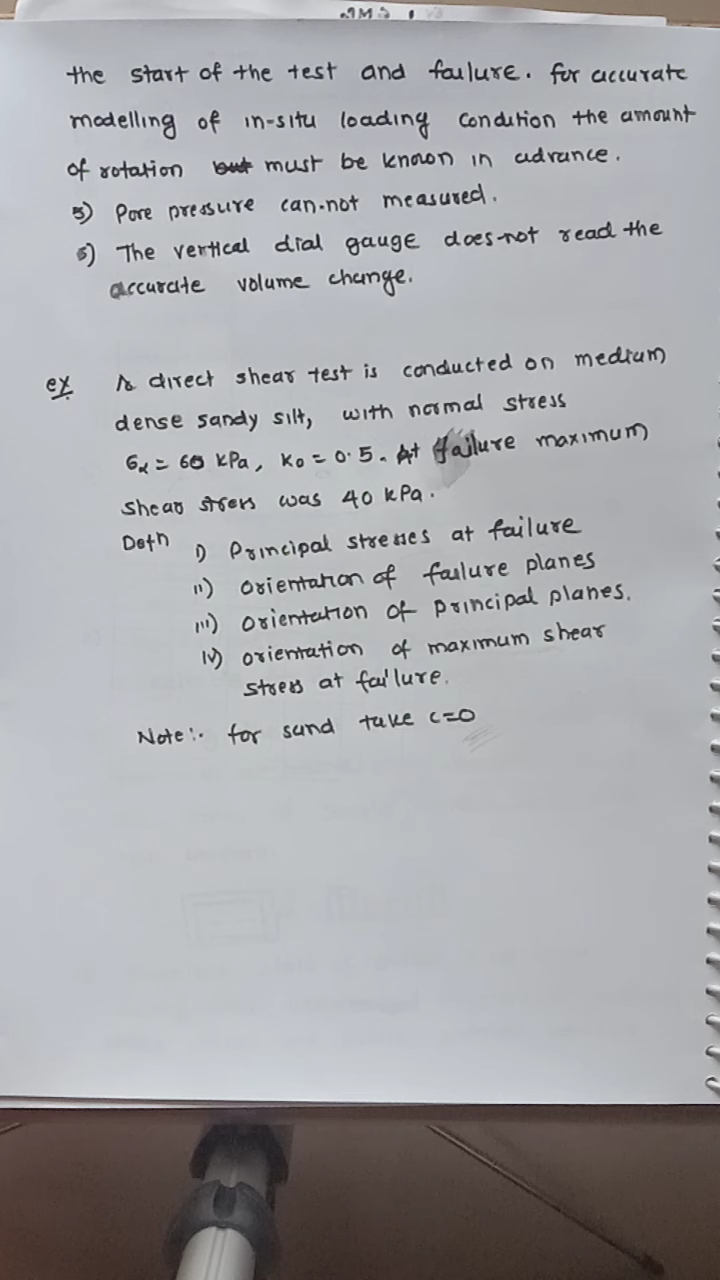 the start of the test and failure. for accurate
modelling of in-situ loading condition the amount
of rotation must be known in advance.
5) Pore pressure can.not measured.
6) The vertical dial gauge does-not read the
accurate volume change.
ex A direct shear test is conducted on medium
dense sandy silt, with normal stress
= 60 kPa, K0 = 0.5. At failure maximum
shear stress was 40 kPa.
Detn i) Principal stresses at failure
ii) orientation of failure planes
iii) orientation of principal planes.
iv) orientation of maximum shear
stress at failure.
Note:. for sand take c=0